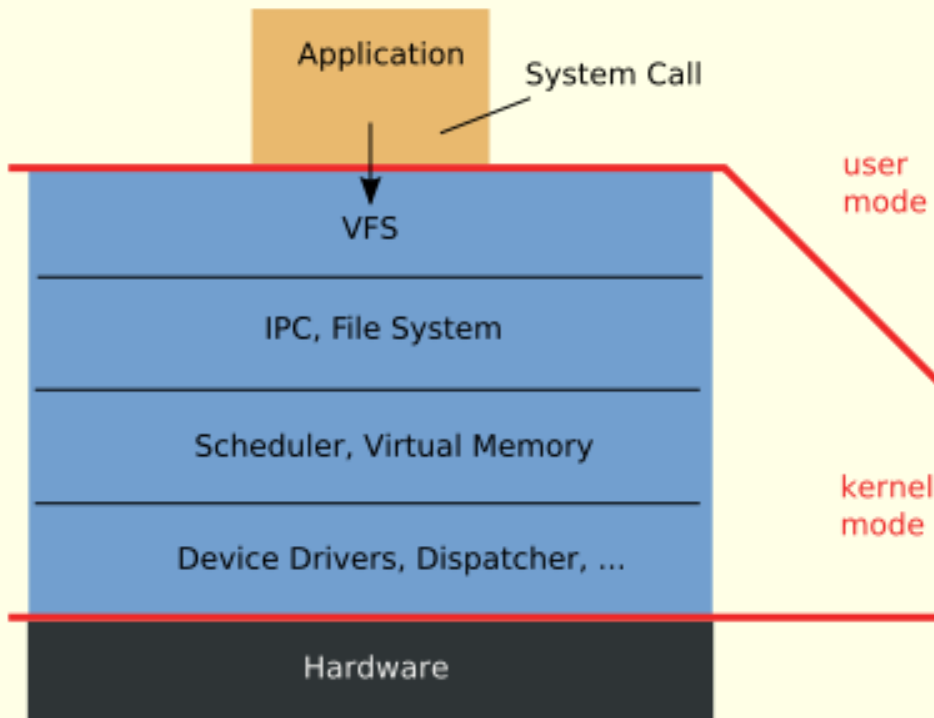 Application
System Call
user
mode
VFS
IPC, File System
Scheduler, Virtual Memory
kernel
mode
Device Drivers, Dispatcher, ...
Hardware